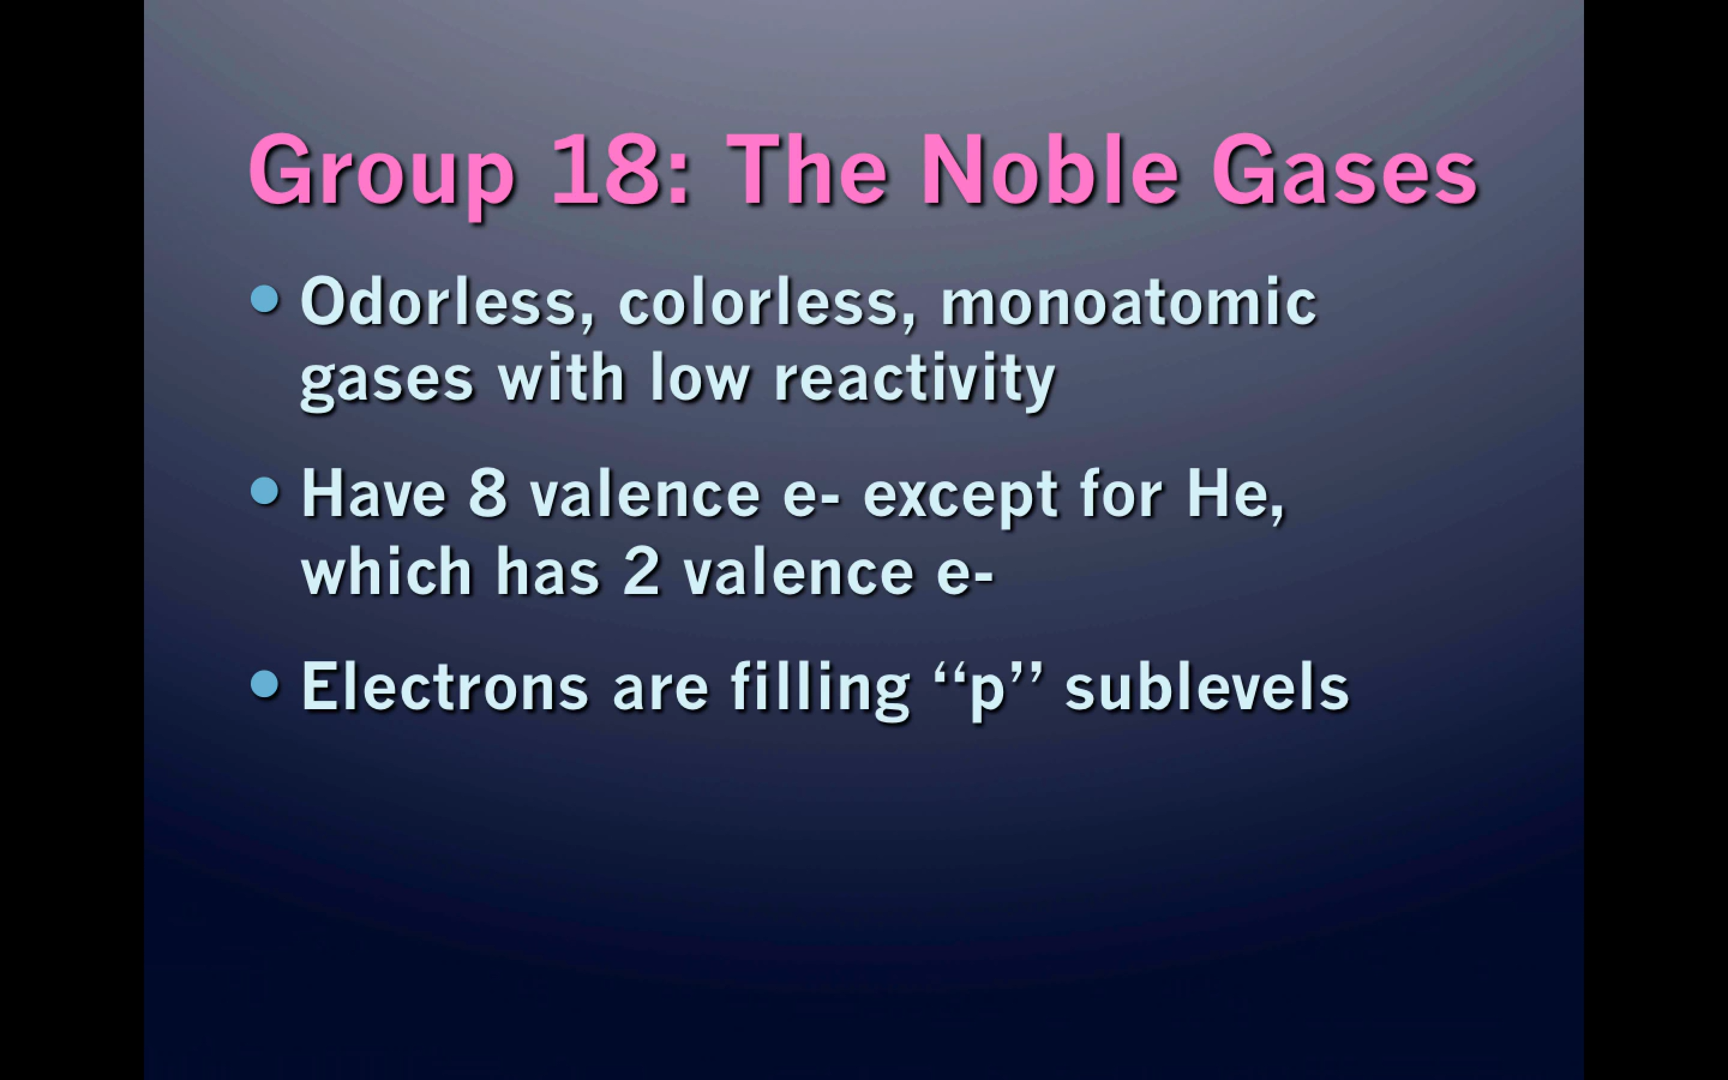 Group 18: The Noble Gases
• Odorless, colorless, monoatomic
gases with low reactivity
• Have 8 valence e- except for He,
which has 2 valence e-
• Electrons are filling “p” sublevels